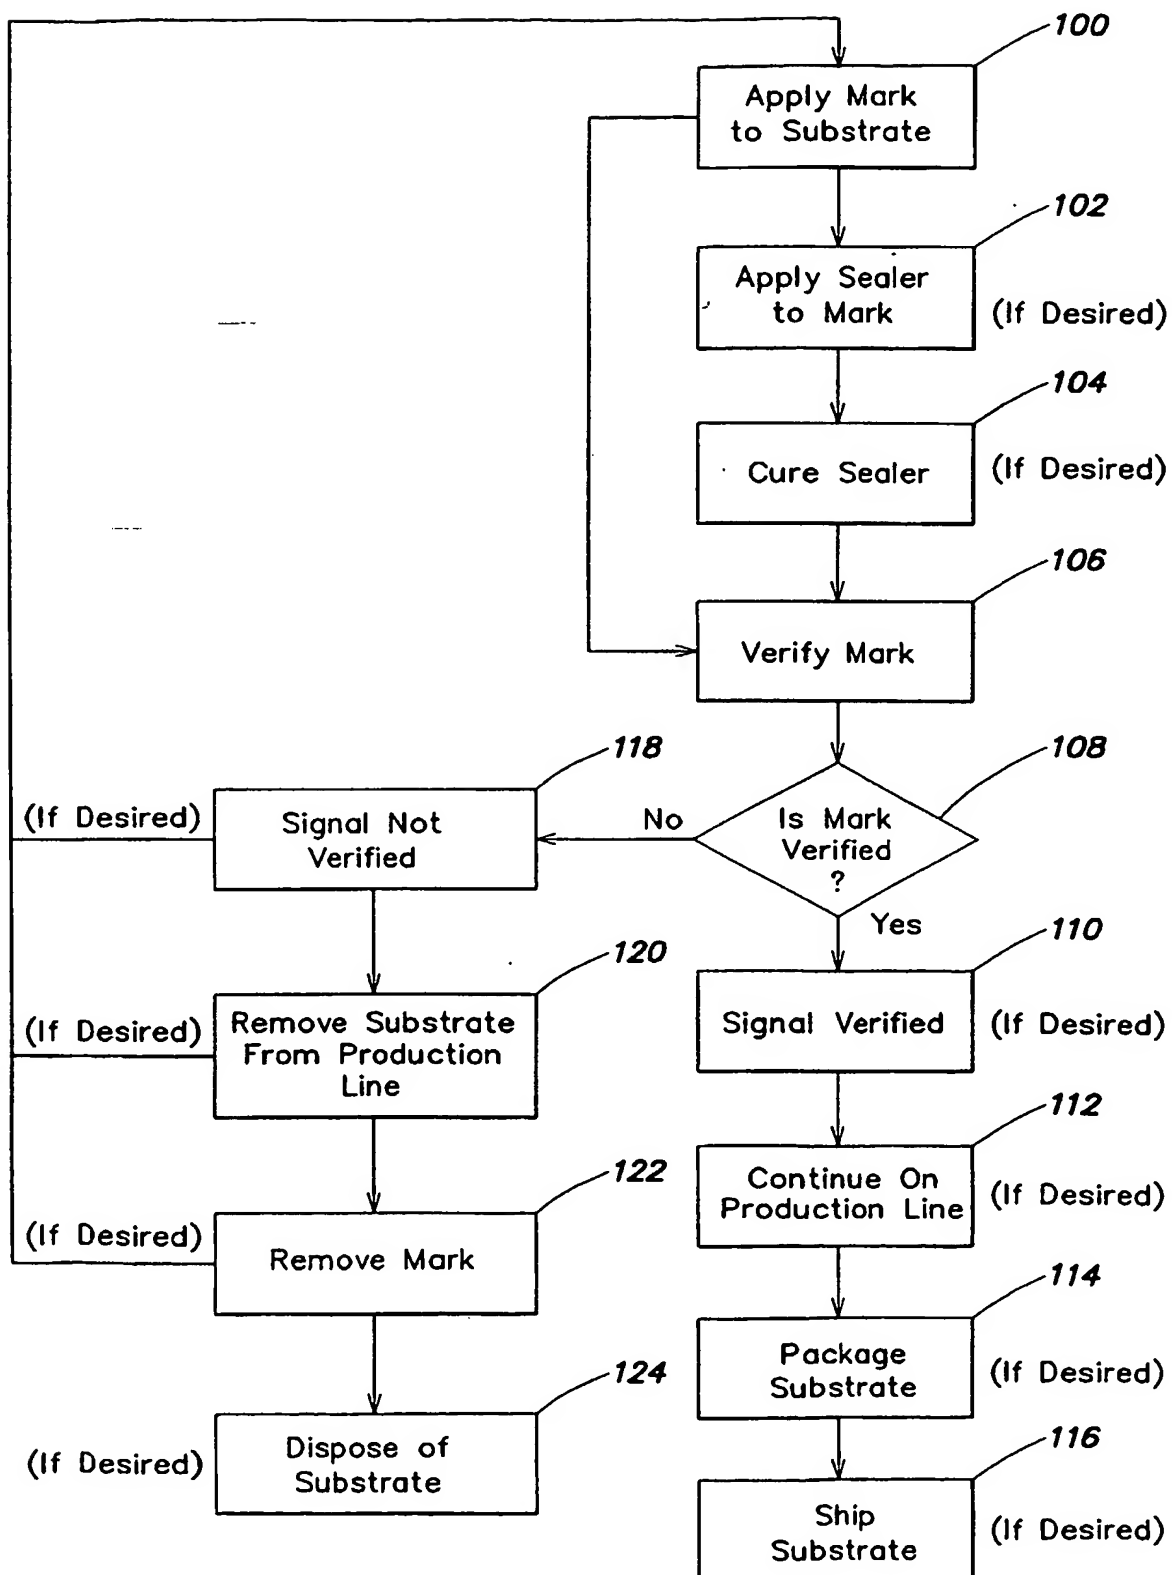 100
Apply Mark
to Substrate
102
Apply Sealer
to Mark
(If Desired)
104
Cure Sealer
(If Desired)
106
Verify Mark
108
Is Mark
Verified
?
No
Yes
118
(If Desired)
Signal Not
Verified
110
Signal Verified
(If Desired)
120
(If Desired)
Remove Substrate
From Production
Line
112
Continue On
Production Line
(If Desired)
122
(If Desired)
Remove Mark
114
Package
Substrate
(If Desired)
124
(If Desired)
Dispose of
Substrate
116
Ship
Substrate
(If Desired)